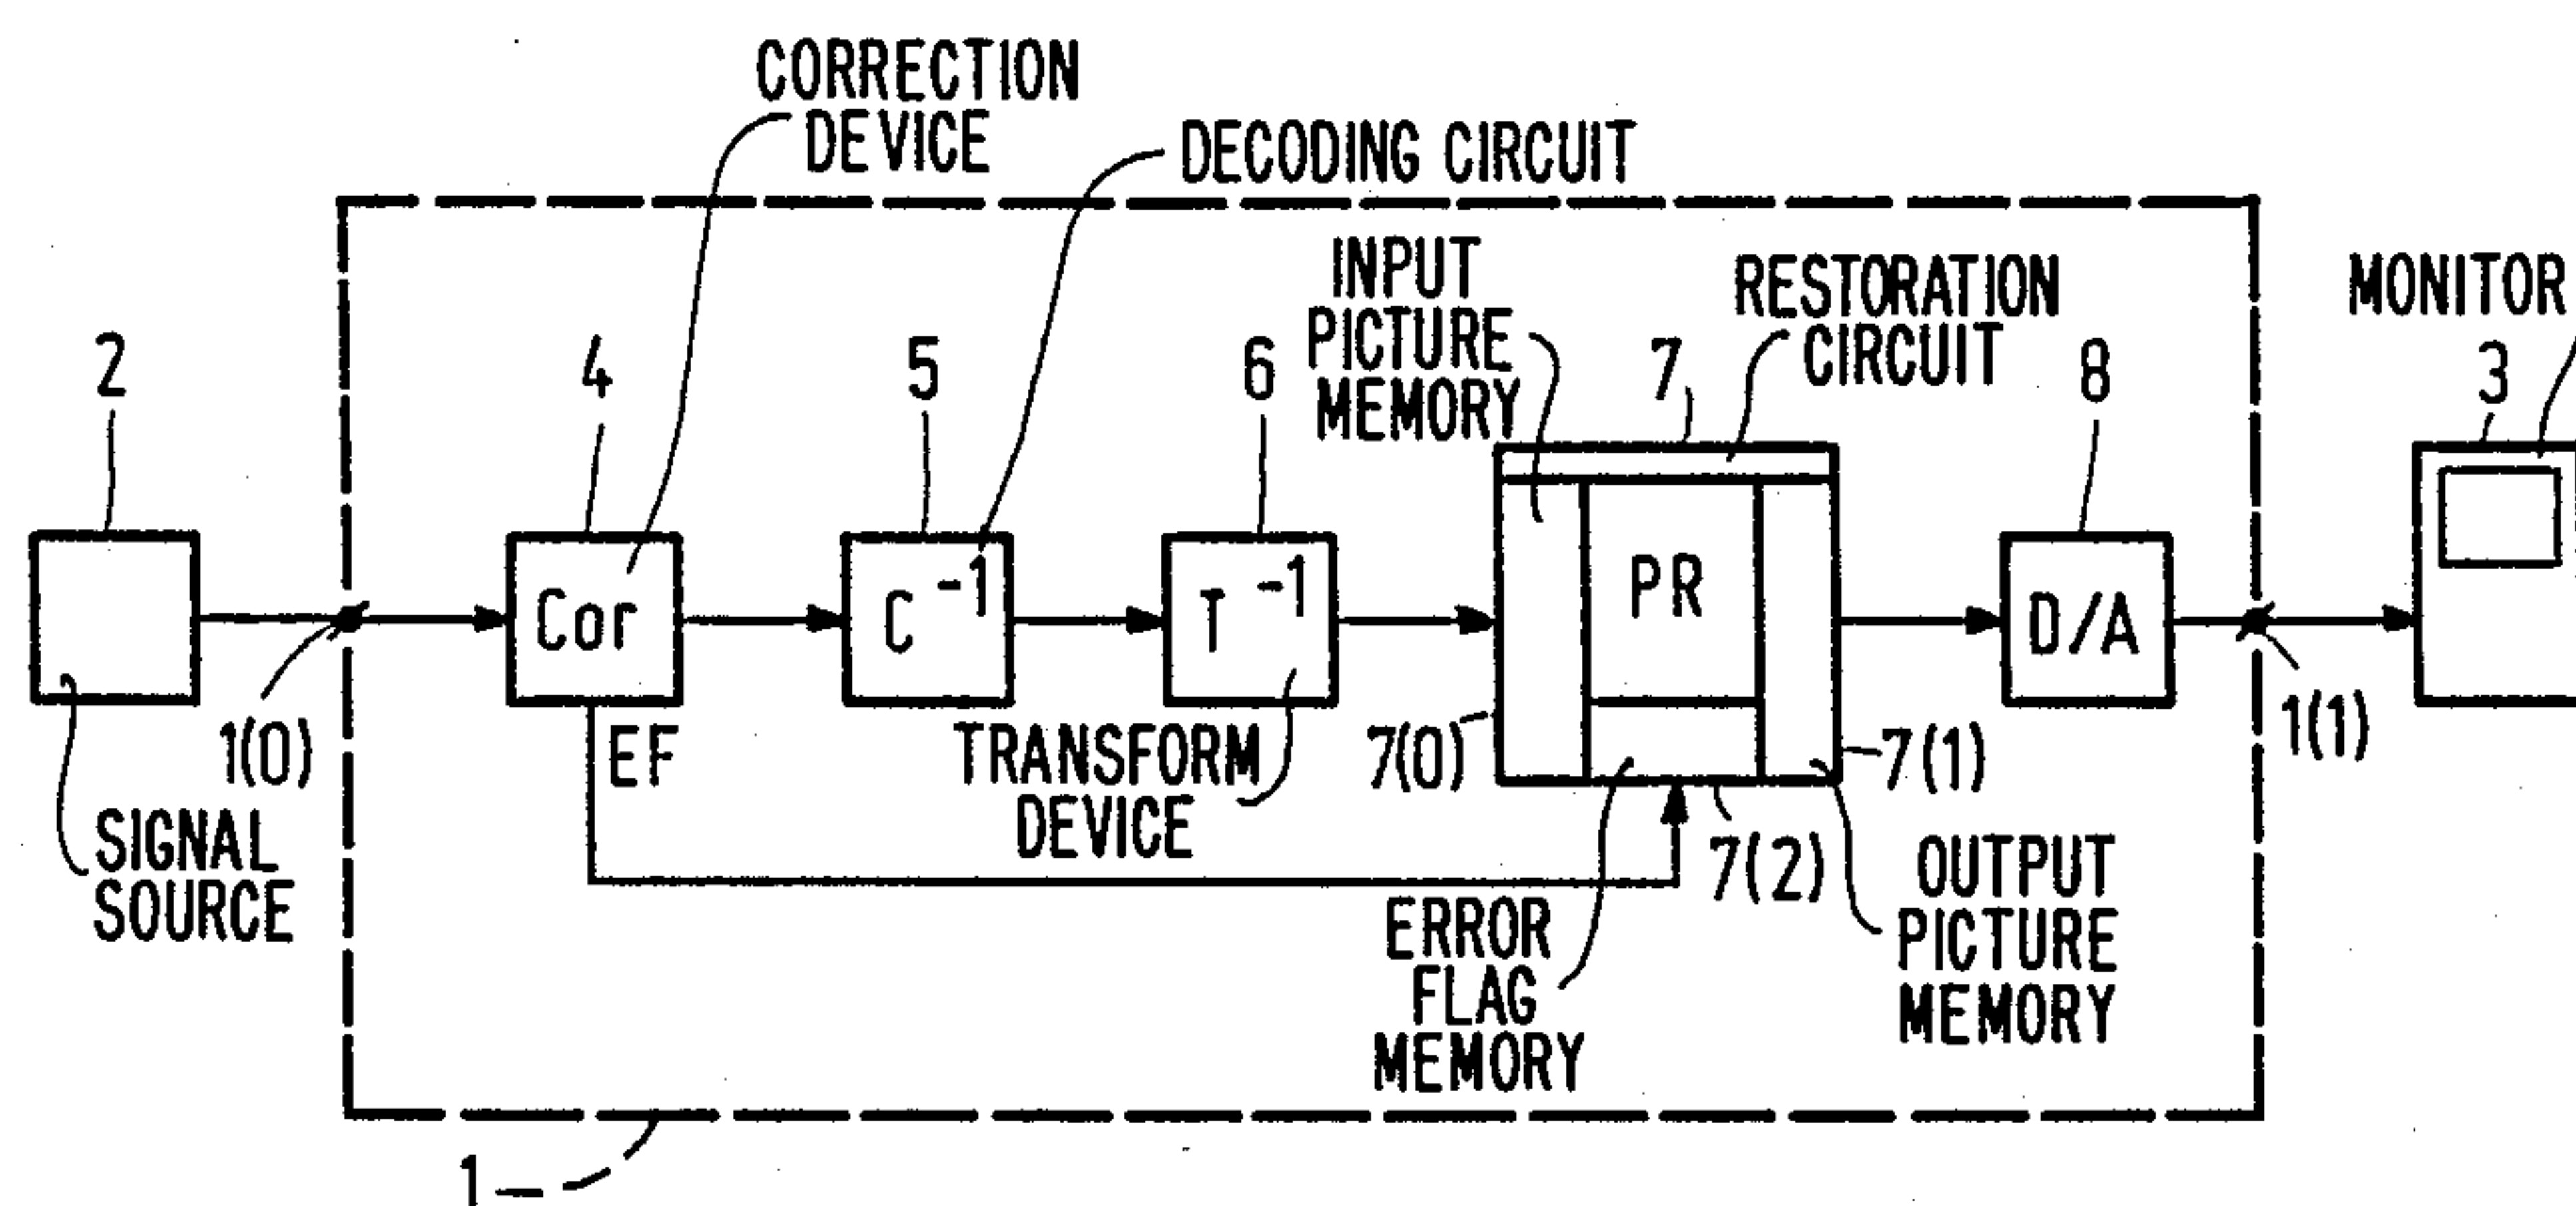 CORRECTION
DEVICE
DECODING CIRCUIT
INPUT
PICTURE
MEMORY
RESTORATION
CIRCUIT
MONITOR
2
4
5
6
7
8
3
Cor
C -1
T -1
PR
D/A
1(0)
EF
TRANSFORM
DEVICE
7(0)
7(1)
1(1)
7(2)
SIGNAL
SOURCE
ERROR
FLAG
MEMORY
OUTPUT
PICTURE
MEMORY
1